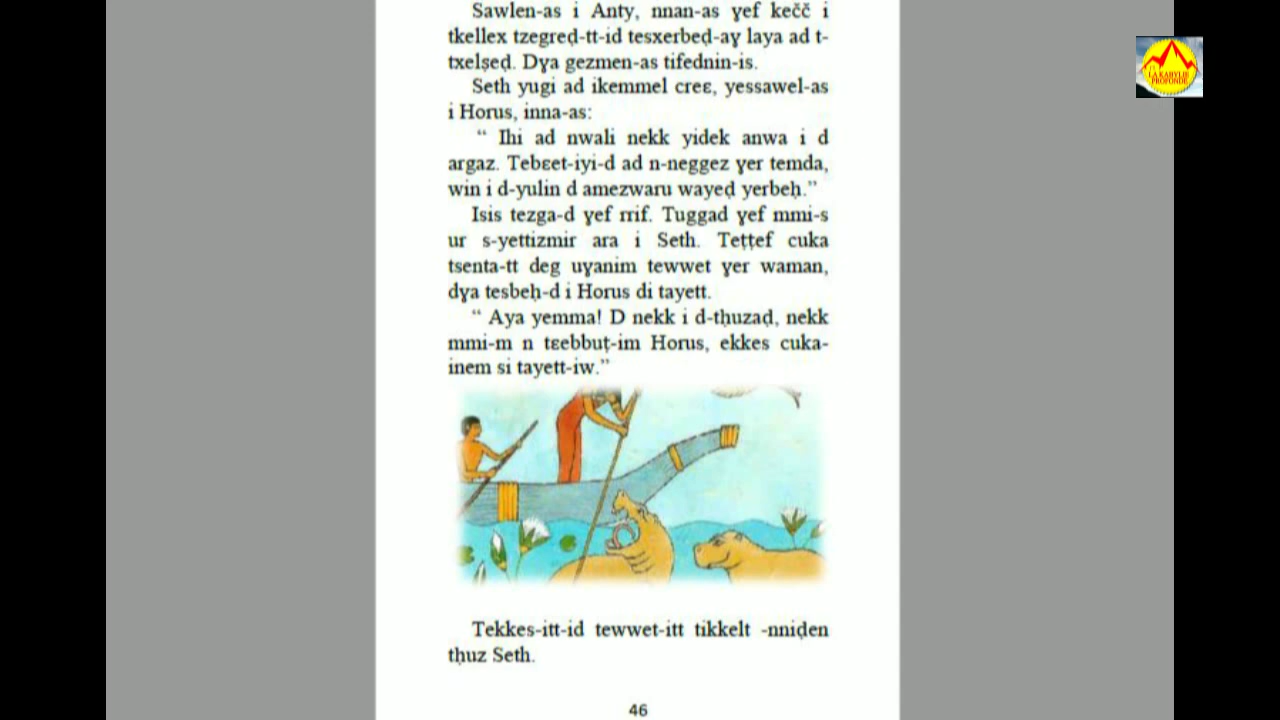 Sawlen-as i Anty, nnan-as ɣef kečč i
tkellex tzegreḍ-tt-id tesxerbeḍ-aɣ laya ad t-
txelṣeḍ. Dɣa gezmen-as tifednin-is.
Seth yugi ad ikemmel creɛ, yessawel-as
i Horus, inna-as:
“ Ihi ad nwali nekk yidek anwa i d
argaz. Tebɛet-iyi-d ad n-neggez ɣer temda,
win i d-yulin d amezwaru wayeḍ yerbeḥ.”
Isis tezga-d ɣef rrif. Tuggad ɣef mmi-s
ur s-yettizmir ara i Seth. Teṭṭef cuka
tsenta-tt deg uɣanim tewwet ɣer waman,
dɣa tesbeḥ-d i Horus di tayett.
“ Aya yemma! D nekk i d-tḥuzaḍ, nekk
mmi-m n tɛebbuṭ-im Horus, ekkes cuka-
inem si tayett-iw.”
Tekkes-itt-id tewwet-itt tikkelt -nniḍen
tḥuz Seth.
46
LA KABYLIE
PROFONDE